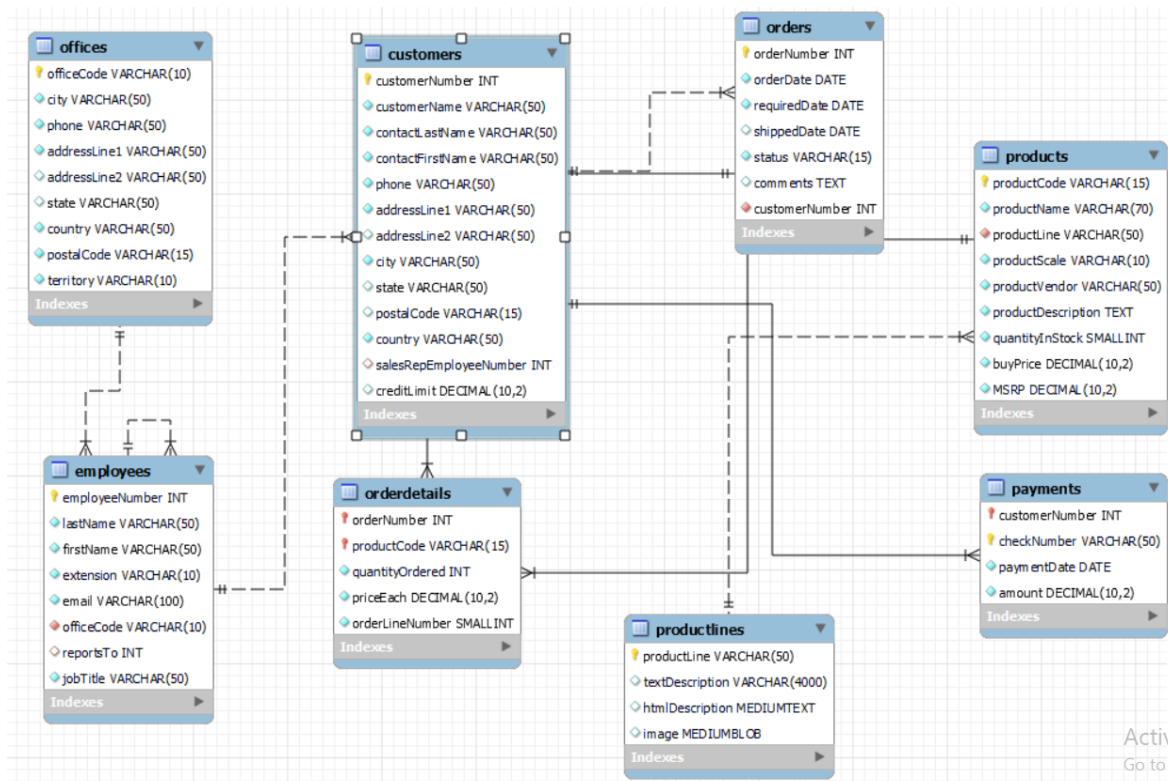 offices
officeCode VARCHAR(10)
city VARCHAR(50)
phone VARCHAR(50)
addressLine1 VARCHAR(50)
addressLine2 VARCHAR(50)
state VARCHAR(50)
country VARCHAR(50)
postalCode VARCHAR(15)
territory VARCHAR(10)
Indexes
customers
customerNumber INT
customerName VARCHAR(50)
contactLastName VARCHAR(50)
contactFirstName VARCHAR(50)
phone VARCHAR(50)
addressLine1 VARCHAR(50)
addressLine2 VARCHAR(50)
city VARCHAR(50)
state VARCHAR(50)
postalCode VARCHAR(15)
country VARCHAR(50)
salesRepEmployeeNumber INT
creditLimit DECIMAL(10,2)
Indexes
orders
orderNumber INT
orderDate DATE
requiredDate DATE
shippedDate DATE
status VARCHAR(15)
comments TEXT
customerNumber INT
Indexes
products
productCode VARCHAR(15)
productName VARCHAR(70)
productLine VARCHAR(50)
productScale VARCHAR(10)
productVendor VARCHAR(50)
productDescription TEXT
quantityInStock SMALLINT
buyPrice DECIMAL(10,2)
MSRP DECIMAL(10,2)
Indexes
employees
employeeNumber INT
lastName VARCHAR(50)
firstName VARCHAR(50)
extension VARCHAR(10)
email VARCHAR(100)
officeCode VARCHAR(10)
reportsTo INT
jobTitle VARCHAR(50)
Indexes
orderdetails
orderNumber INT
productCode VARCHAR(15)
quantityOrdered INT
priceEach DECIMAL(10,2)
orderLineNumber SMALLINT
Indexes
payments
customerNumber INT
checkNumber VARCHAR(50)
paymentDate DATE
amount DECIMAL(10,2)
Indexes
productlines
productLine VARCHAR(50)
textDescription VARCHAR(4000)
htmlDescription MEDIUMTEXT
image MEDIUMBLOB
Indexes
Go to